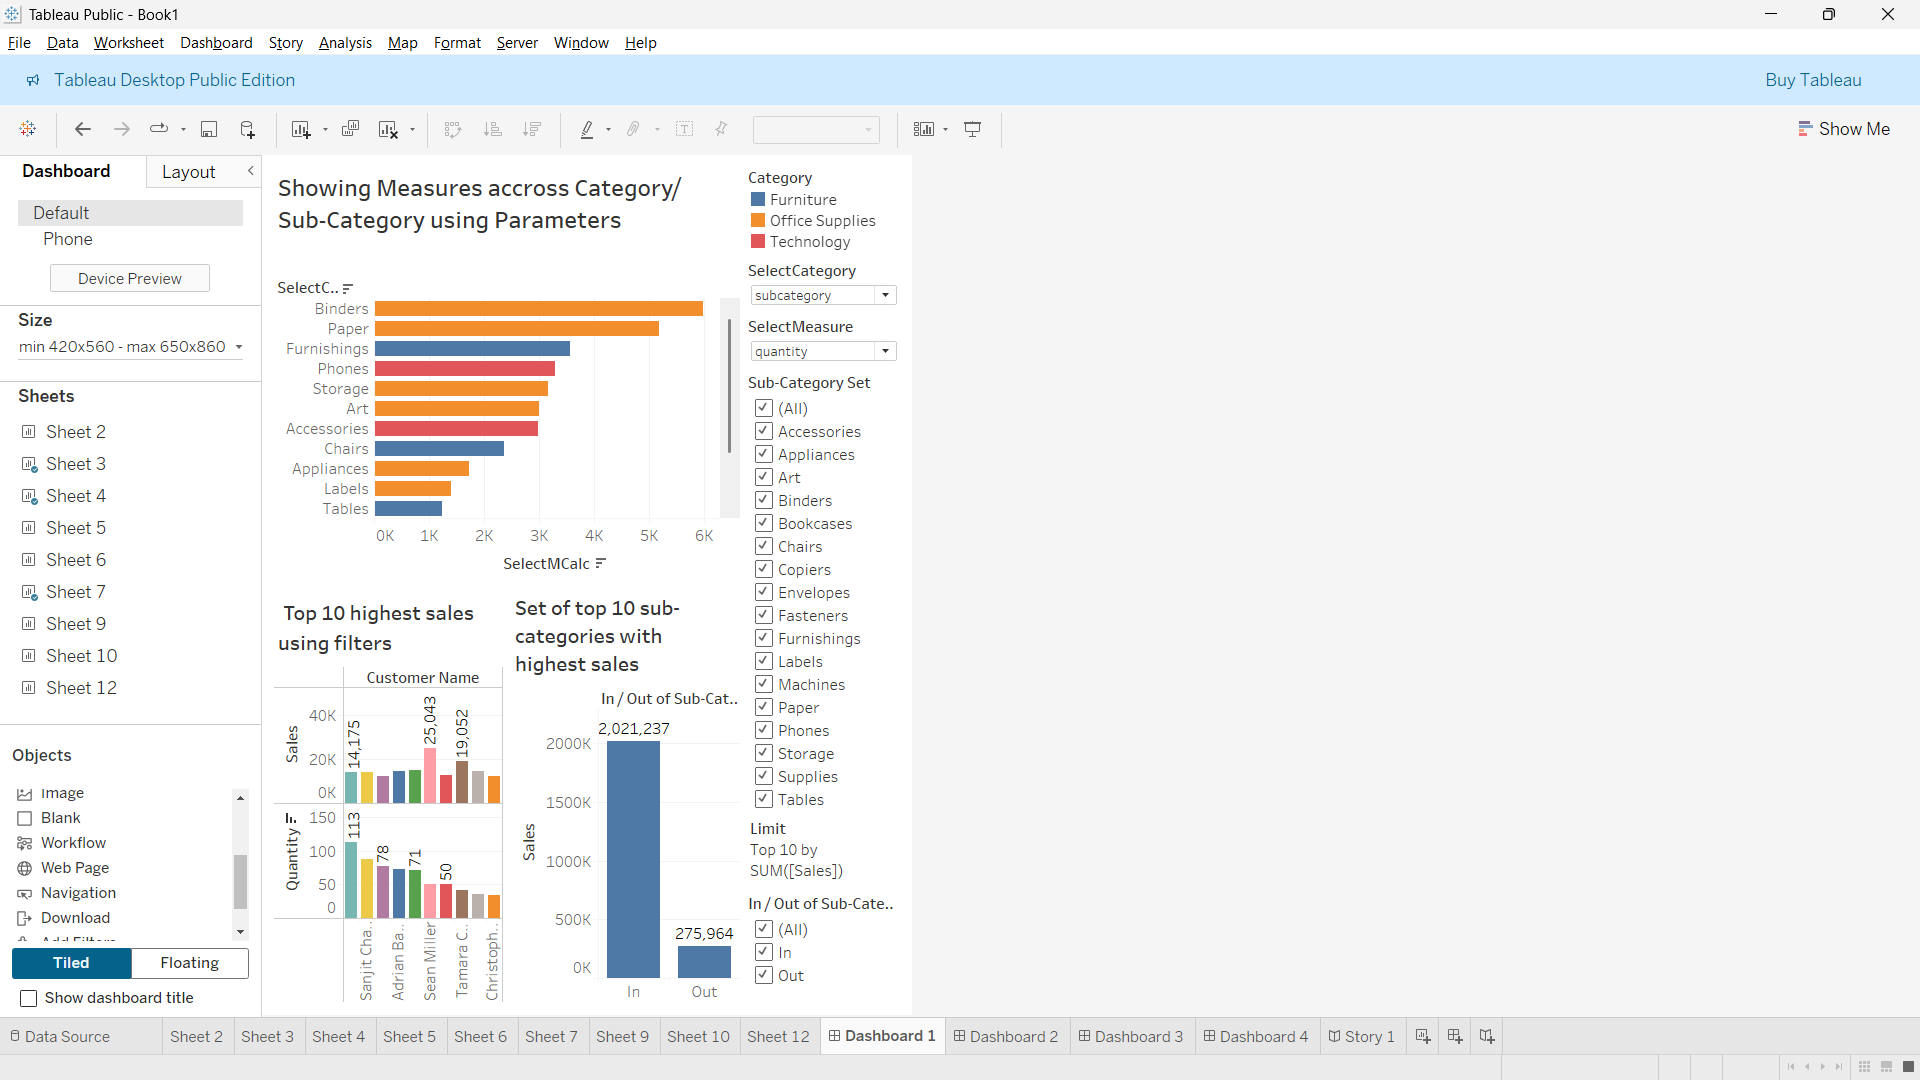 Tableau Public - Book1
File Data Worksheet Dashboard Story Analysis Map Format Server Window Help
Tableau Desktop Public Edition
Buy Tableau
Show Me
Dashboard
Layout
Default
Phone
Device Preview
Size
min 420x560 - max 650x860
Sheets
Sheet 2
Sheet 3
Sheet 4
Sheet 5
Sheet 6
Sheet 7
Sheet 9
Sheet 10
Sheet 12
Objects
Image
Blank
Workflow
Web Page
Navigation
Download
Add Filters
Tiled
Floating
Show dashboard title
Showing Measures accross Category/
Sub-Category using Parameters
SelectC..
Binders
Paper
Furnishings
Phones
Storage
Art
Accessories
Chairs
Appliances
Labels
Tables
0K 1K 2K 3K 4K 5K 6K
SelectMCalc
Top 10 highest sales
using filters
Customer Name
Sales
40K
20K
0K
14,175
25,043
19,052
Quantity
150
100
50
0
113
78
71
50
Sanjit Cha..
Adrian Ba..
Sean Miller
Tamara C..
Christoph..
Set of top 10 sub-
categories with
highest sales
In / Out of Sub-Cat..
Sales
2000K
1500K
1000K
500K
0K
2,021,237
275,964
In
Out
Category
Furniture
Office Supplies
Technology
SelectCategory
subcategory
SelectMeasure
quantity
Sub-Category Set
(All)
Accessories
Appliances
Art
Binders
Bookcases
Chairs
Copiers
Envelopes
Fasteners
Furnishings
Labels
Machines
Paper
Phones
Storage
Supplies
Tables
Limit
Top 10 by
SUM([Sales])
In / Out of Sub-Cate..
(All)
In
Out
Data Source Sheet 2 Sheet 3 Sheet 4 Sheet 5 Sheet 6 Sheet 7 Sheet 9 Sheet 10 Sheet 12 Dashboard 1 Dashboard 2 Dashboard 3 Dashboard 4 Story 1